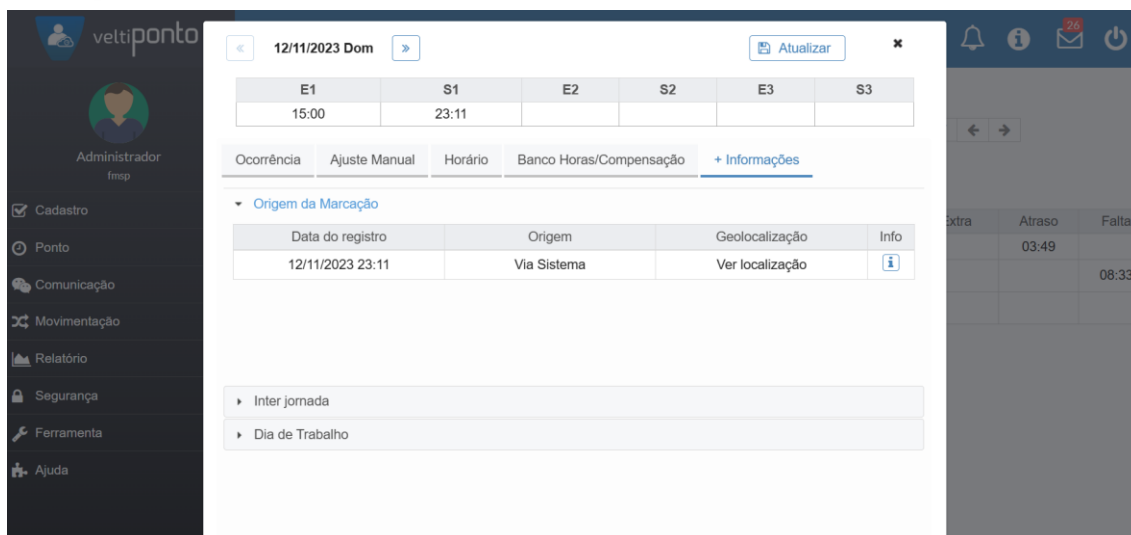 veltiponto
26
12/11/2023 Dom
Atualizar
E1 S1 E2 S2 E3 S3
15:00 23:11
Administrador
fmsp
Ocorrência Ajuste Manual Horário Banco Horas/Compensação + Informações
Cadastro
Ponto
Comunicação
Movimentação
Relatório
Segurança
Ferramenta
Ajuda
Origem da Marcação
Data do registro Origem Geolocalização Info
12/11/2023 23:11 Via Sistema Ver localização
Inter jornada
Dia de Trabalho
Extra Atraso Falta
03:49
08:33